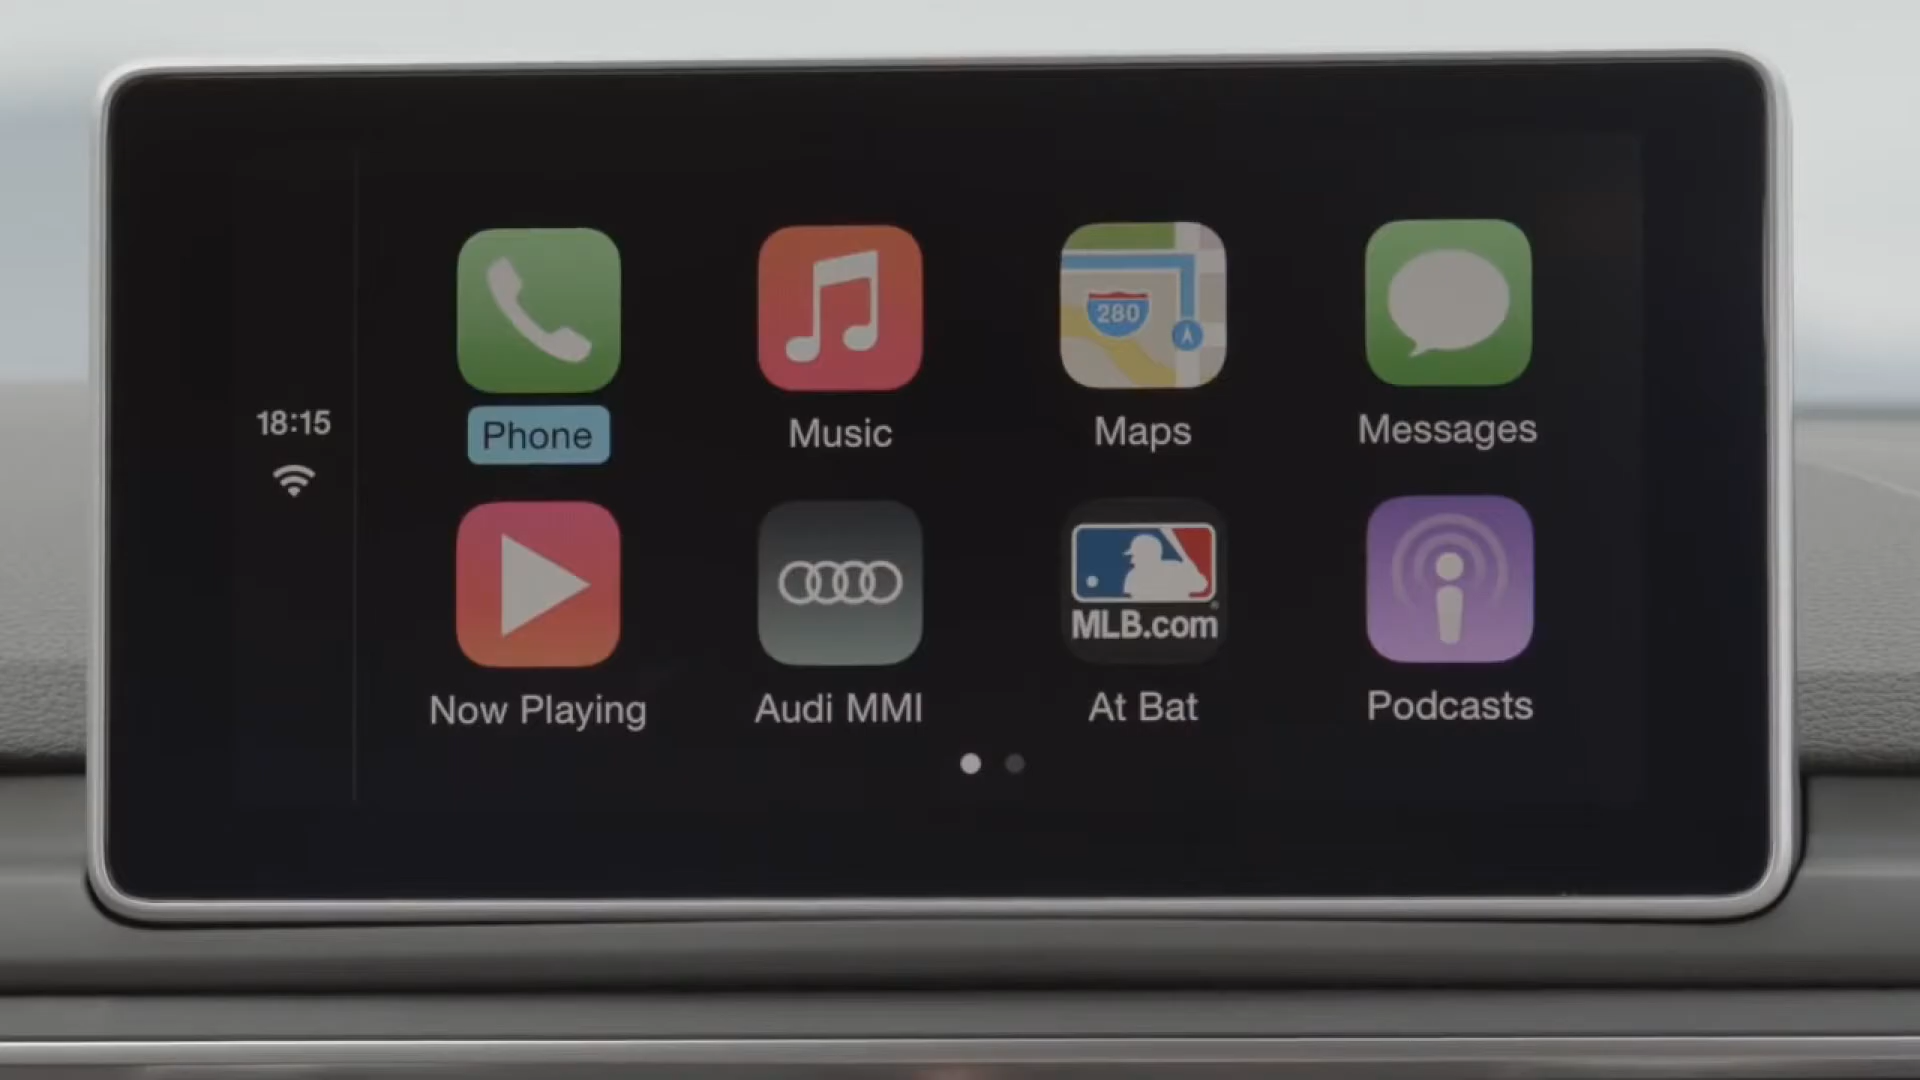 18:15
Phone
Music
280
Maps
Messages
Now Playing
Audi MMI
MLB.com
At Bat
Podcasts